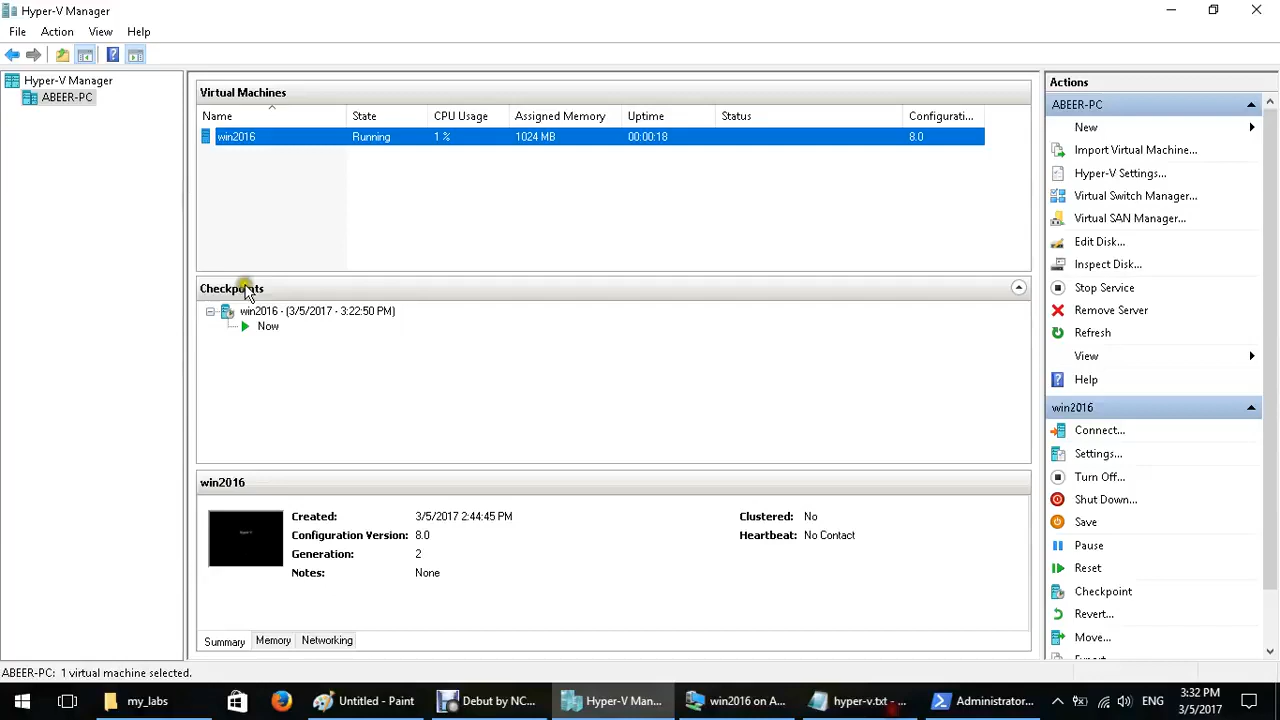 Hyper-V Manager
File Action View Help
Hyper-V Manager
ABEER-PC
Virtual Machines
Name State CPU Usage Assigned Memory Uptime Status Configurati...
win2016 Running 1 % 1024 MB 00:00:18 8.0
Checkpoints
win2016 - (3/5/2017 - 3:22:50 PM)
Now
win2016
Created: 3/5/2017 2:44:45 PM Clustered: No
Configuration Version: 8.0 Heartbeat: No Contact
Generation: 2
Notes: None
Hyper-V
Summary Memory Networking
Actions
ABEER-PC
New
Import Virtual Machine...
Hyper-V Settings...
Virtual Switch Manager...
Virtual SAN Manager...
Edit Disk...
Inspect Disk...
Stop Service
Remove Server
Refresh
View
Help
win2016
Connect...
Settings...
Turn Off...
Shut Down...
Save
Pause
Reset
Checkpoint
Revert...
Move...
ABEER-PC: 1 virtual machine selected.
my_labs Untitled - Paint Debut by NC... Hyper-V Man... win2016 on A... hyper-v.txt - ... Administrator... ENG 3:32 PM
3/5/2017